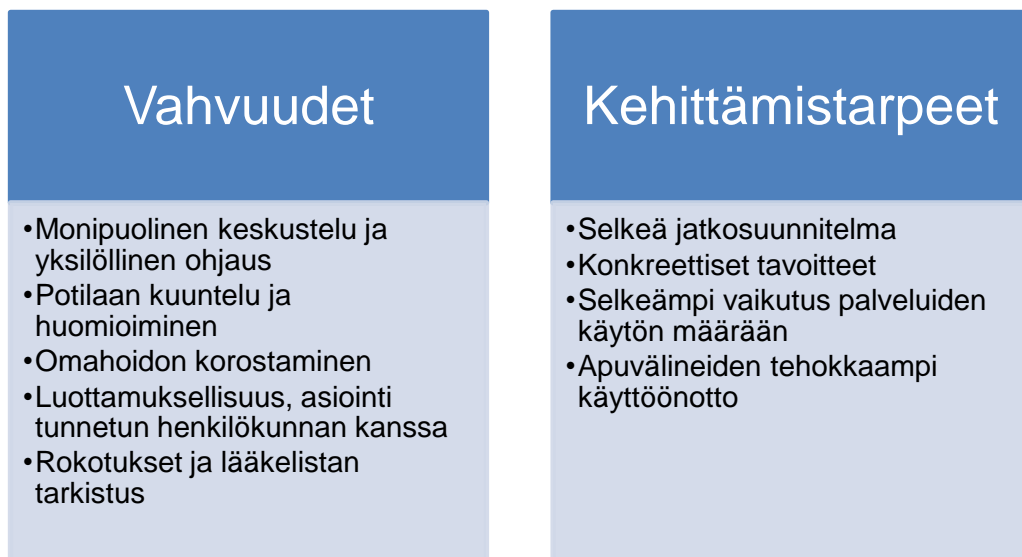 Vahvuudet
•Monipuolinen keskustelu ja
yksilöllinen ohjaus
•Potilaan kuuntelu ja
huomioiminen
•Omahoidon korostaminen
•Luottamuksellisuus, asiointi
tunnetun henkilökunnan kanssa
•Rokotukset ja lääkelistan
tarkistus
Kehittämistarpeet
•Selkeä jatkosuunnitelma
•Konkreettiset tavoitteet
•Selkeämpi vaikutus palveluiden
käytön määrään
•Apuvälineiden tehokkaampi
käyttöönotto